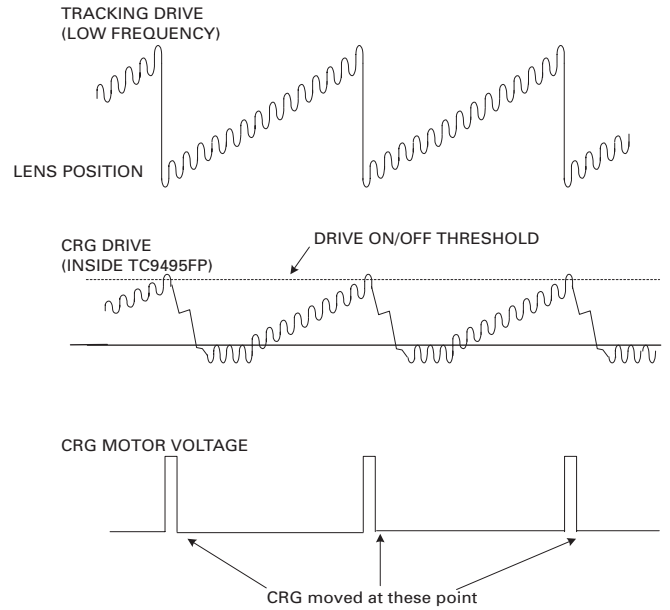 TRACKING DRIVE
(LOW FREQUENCY)
LENS POSITION
CRG DRIVE
(INSIDE TC9495FP)
DRIVE ON/OFF THRESHOLD
CRG MOTOR VOLTAGE
CRG moved at these point